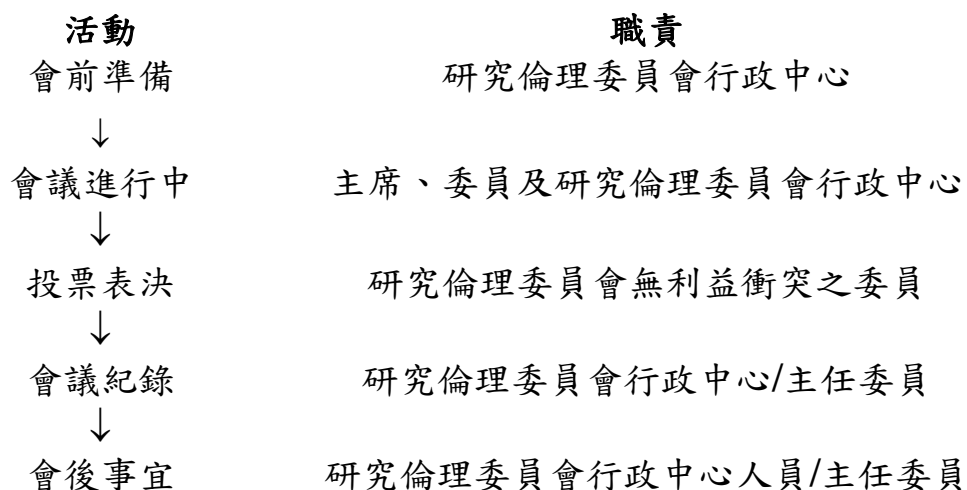 活動 職責
會前準備 研究倫理委員會行政中心
↓
會議進行中 主席、委員及研究倫理委員會行政中心
↓
投票表決 研究倫理委員會無利益衝突之委員
↓
會議紀錄 研究倫理委員會行政中心/主任委員
↓
會後事宜 研究倫理委員會行政中心人員/主任委員